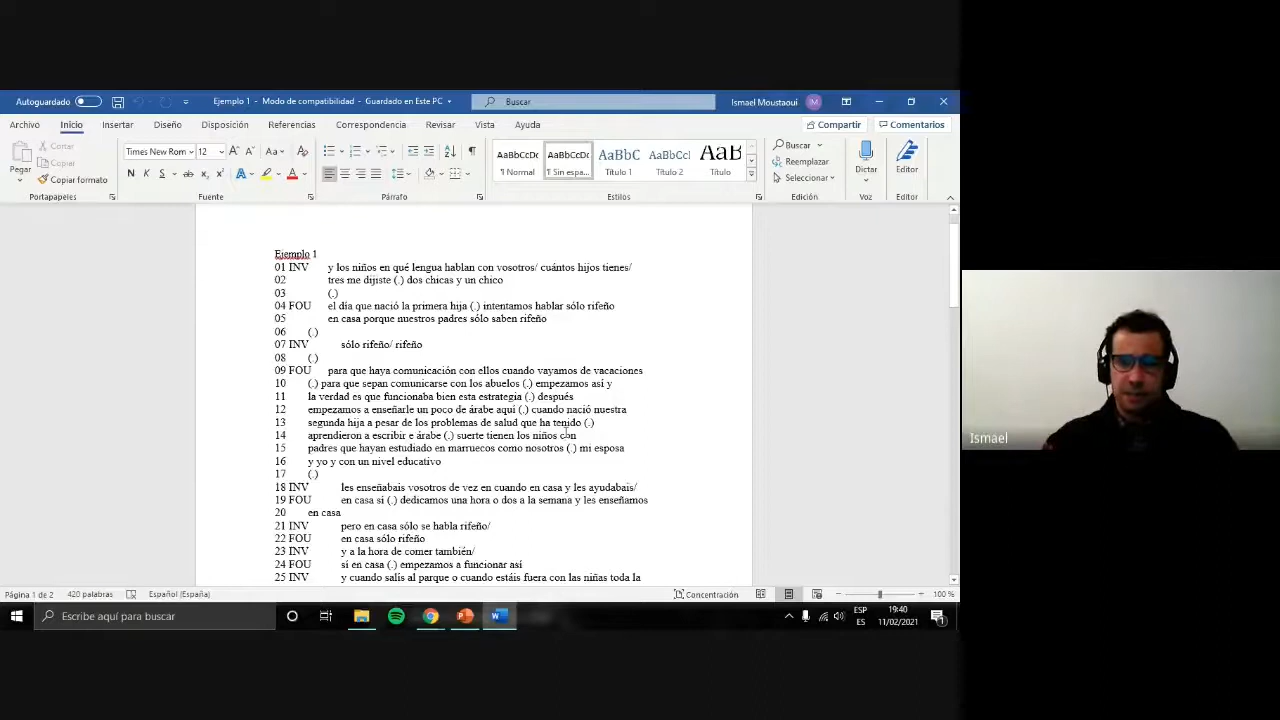 Autoguardado
Ejemplo 1 - Modo de compatibilidad - Guardado en Este PC
Buscar
Ismael Moustaoui
IM
Archivo Inicio Insertar Diseño Disposición Referencias Correspondencia Revisar Vista Ayuda
Compartir Comentarios
Pegar
Cortar
Copiar
Copiar formato
Portapapeles
Times New Rom 12
N K S
Fuente
Párrafo
AaBbCcDc AaBbCcDc AaBbC AaBbCcI AaB
¶ Normal ¶ Sin espa... Título 1 Título 2 Título
Estilos
Buscar
Reemplazar
Seleccionar
Edición
Dictar
Voz
Editor
Editor
Ejemplo 1
01 INV y los niños en qué lengua hablan con vosotros/ cuántos hijos tienes/
02 tres me dijiste (.) dos chicas y un chico
03 (.)
04 FOU el día que nació la primera hija (.) intentamos hablar sólo rifeño
05 en casa porque nuestros padres sólo saben rifeño
06 (.)
07 INV sólo rifeño/ rifeño
08 (.)
09 FOU para que haya comunicación con ellos cuando vayamos de vacaciones
10 (.) para que sepan comunicarse con los abuelos (.) empezamos así y
11 la verdad es que funcionaba bien esta estrategia (.) después
12 empezamos a enseñarle un poco de árabe aquí (.) cuando nació nuestra
13 segunda hija a pesar de los problemas de salud que ha tenido (.)
14 aprendieron a escribir e árabe (.) suerte tienen los niños con
15 padres que hayan estudiado en marruecos como nosotros (.) mi esposa
16 y yo y con un nivel educativo
17 (.)
18 INV les enseñabais vosotros de vez en cuando en casa y les ayudabais/
19 FOU en casa sí (.) dedicamos una hora o dos a la semana y les enseñamos
20 en casa
21 INV pero en casa sólo se habla rifeño/
22 FOU en casa sólo rifeño
23 INV y a la hora de comer también/
24 FOU sí en casa (.) empezamos a funcionar así
25 INV y cuando salís al parque o cuando estáis fuera con las niñas toda la
Ismael
Página 1 de 2 420 palabras Español (España)
Concentración
100 %
Escribe aquí para buscar
ESP
ES
19:40
11/02/2021
1